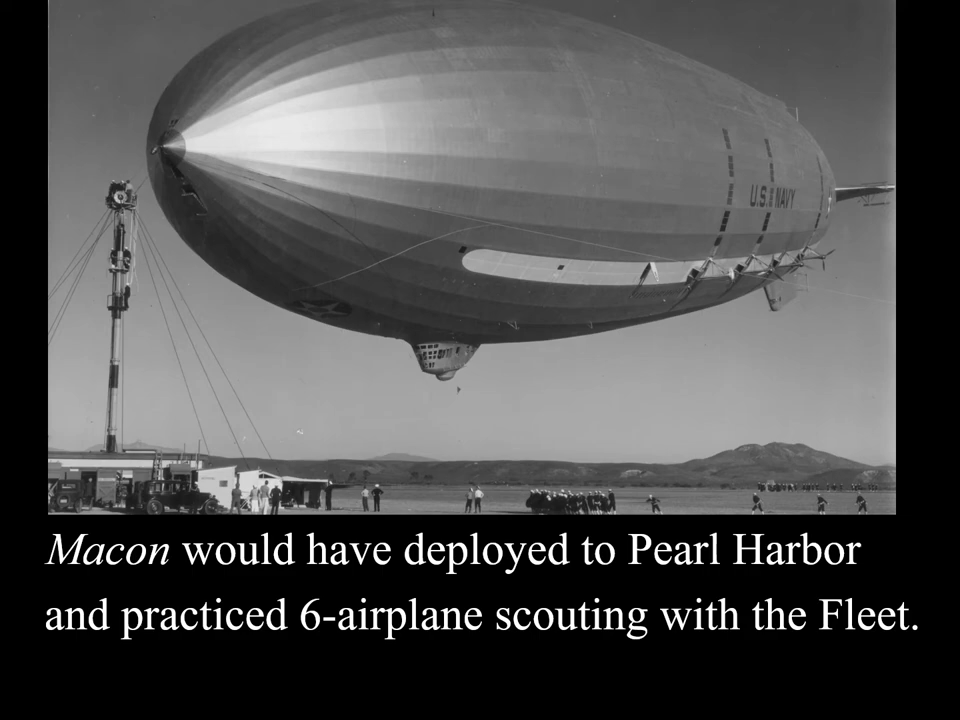 U.S. NAVY
Macon would have deployed to Pearl Harbor
and practiced 6-airplane scouting with the Fleet.